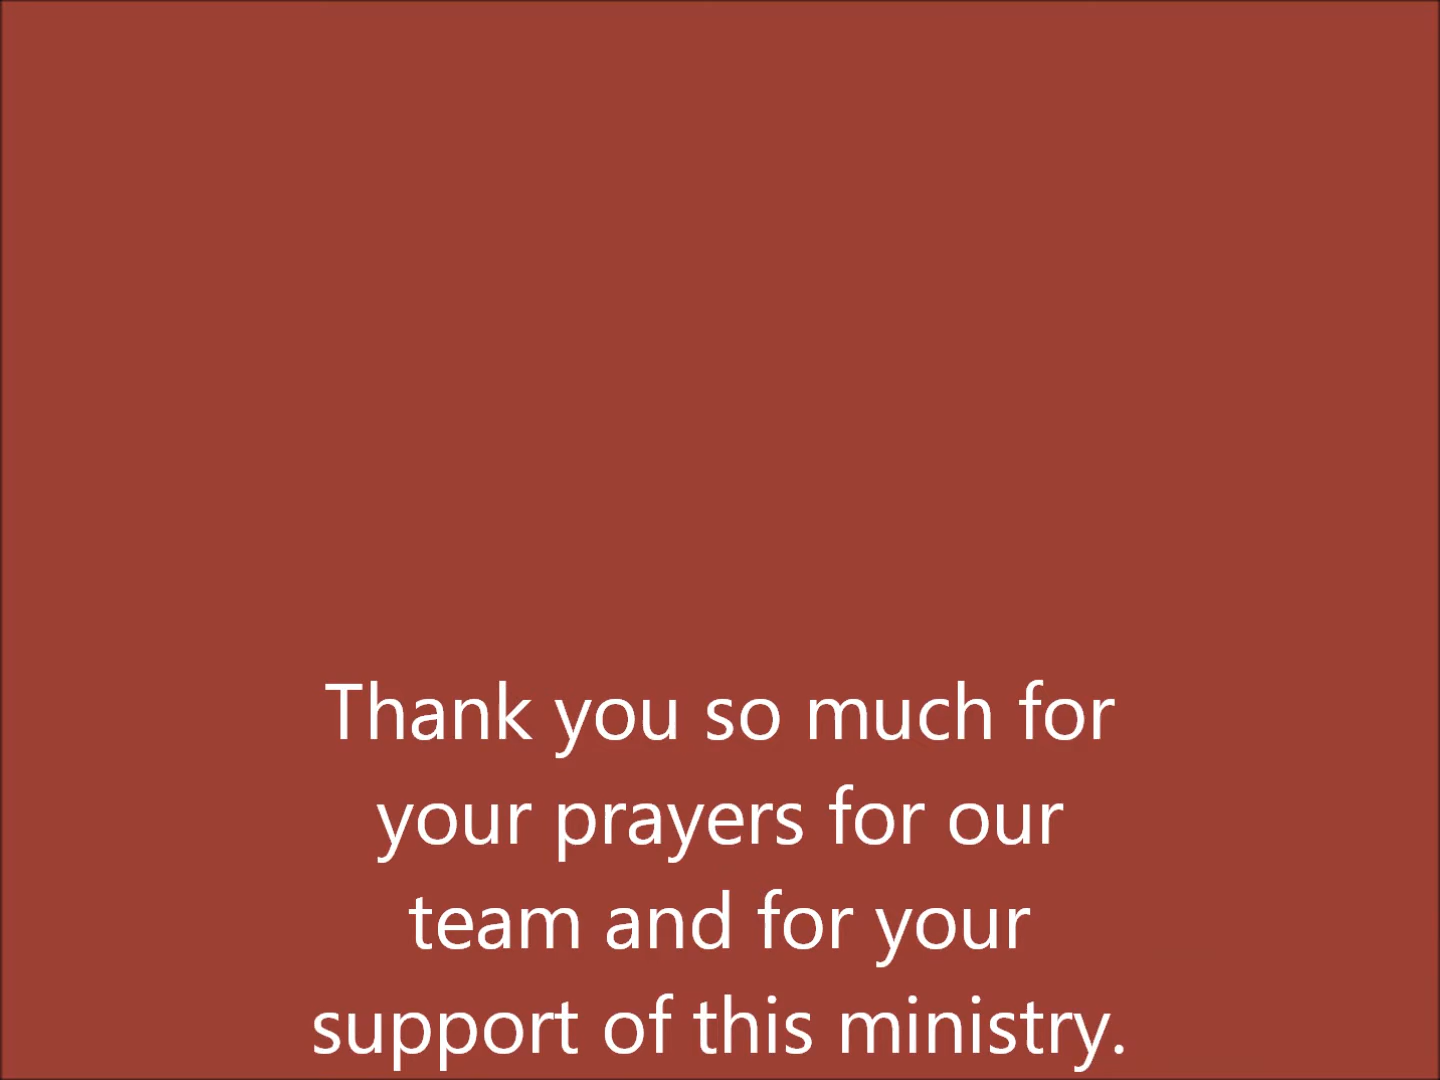 Thank you so much for
your prayers for our
team and for your
support of this ministry.